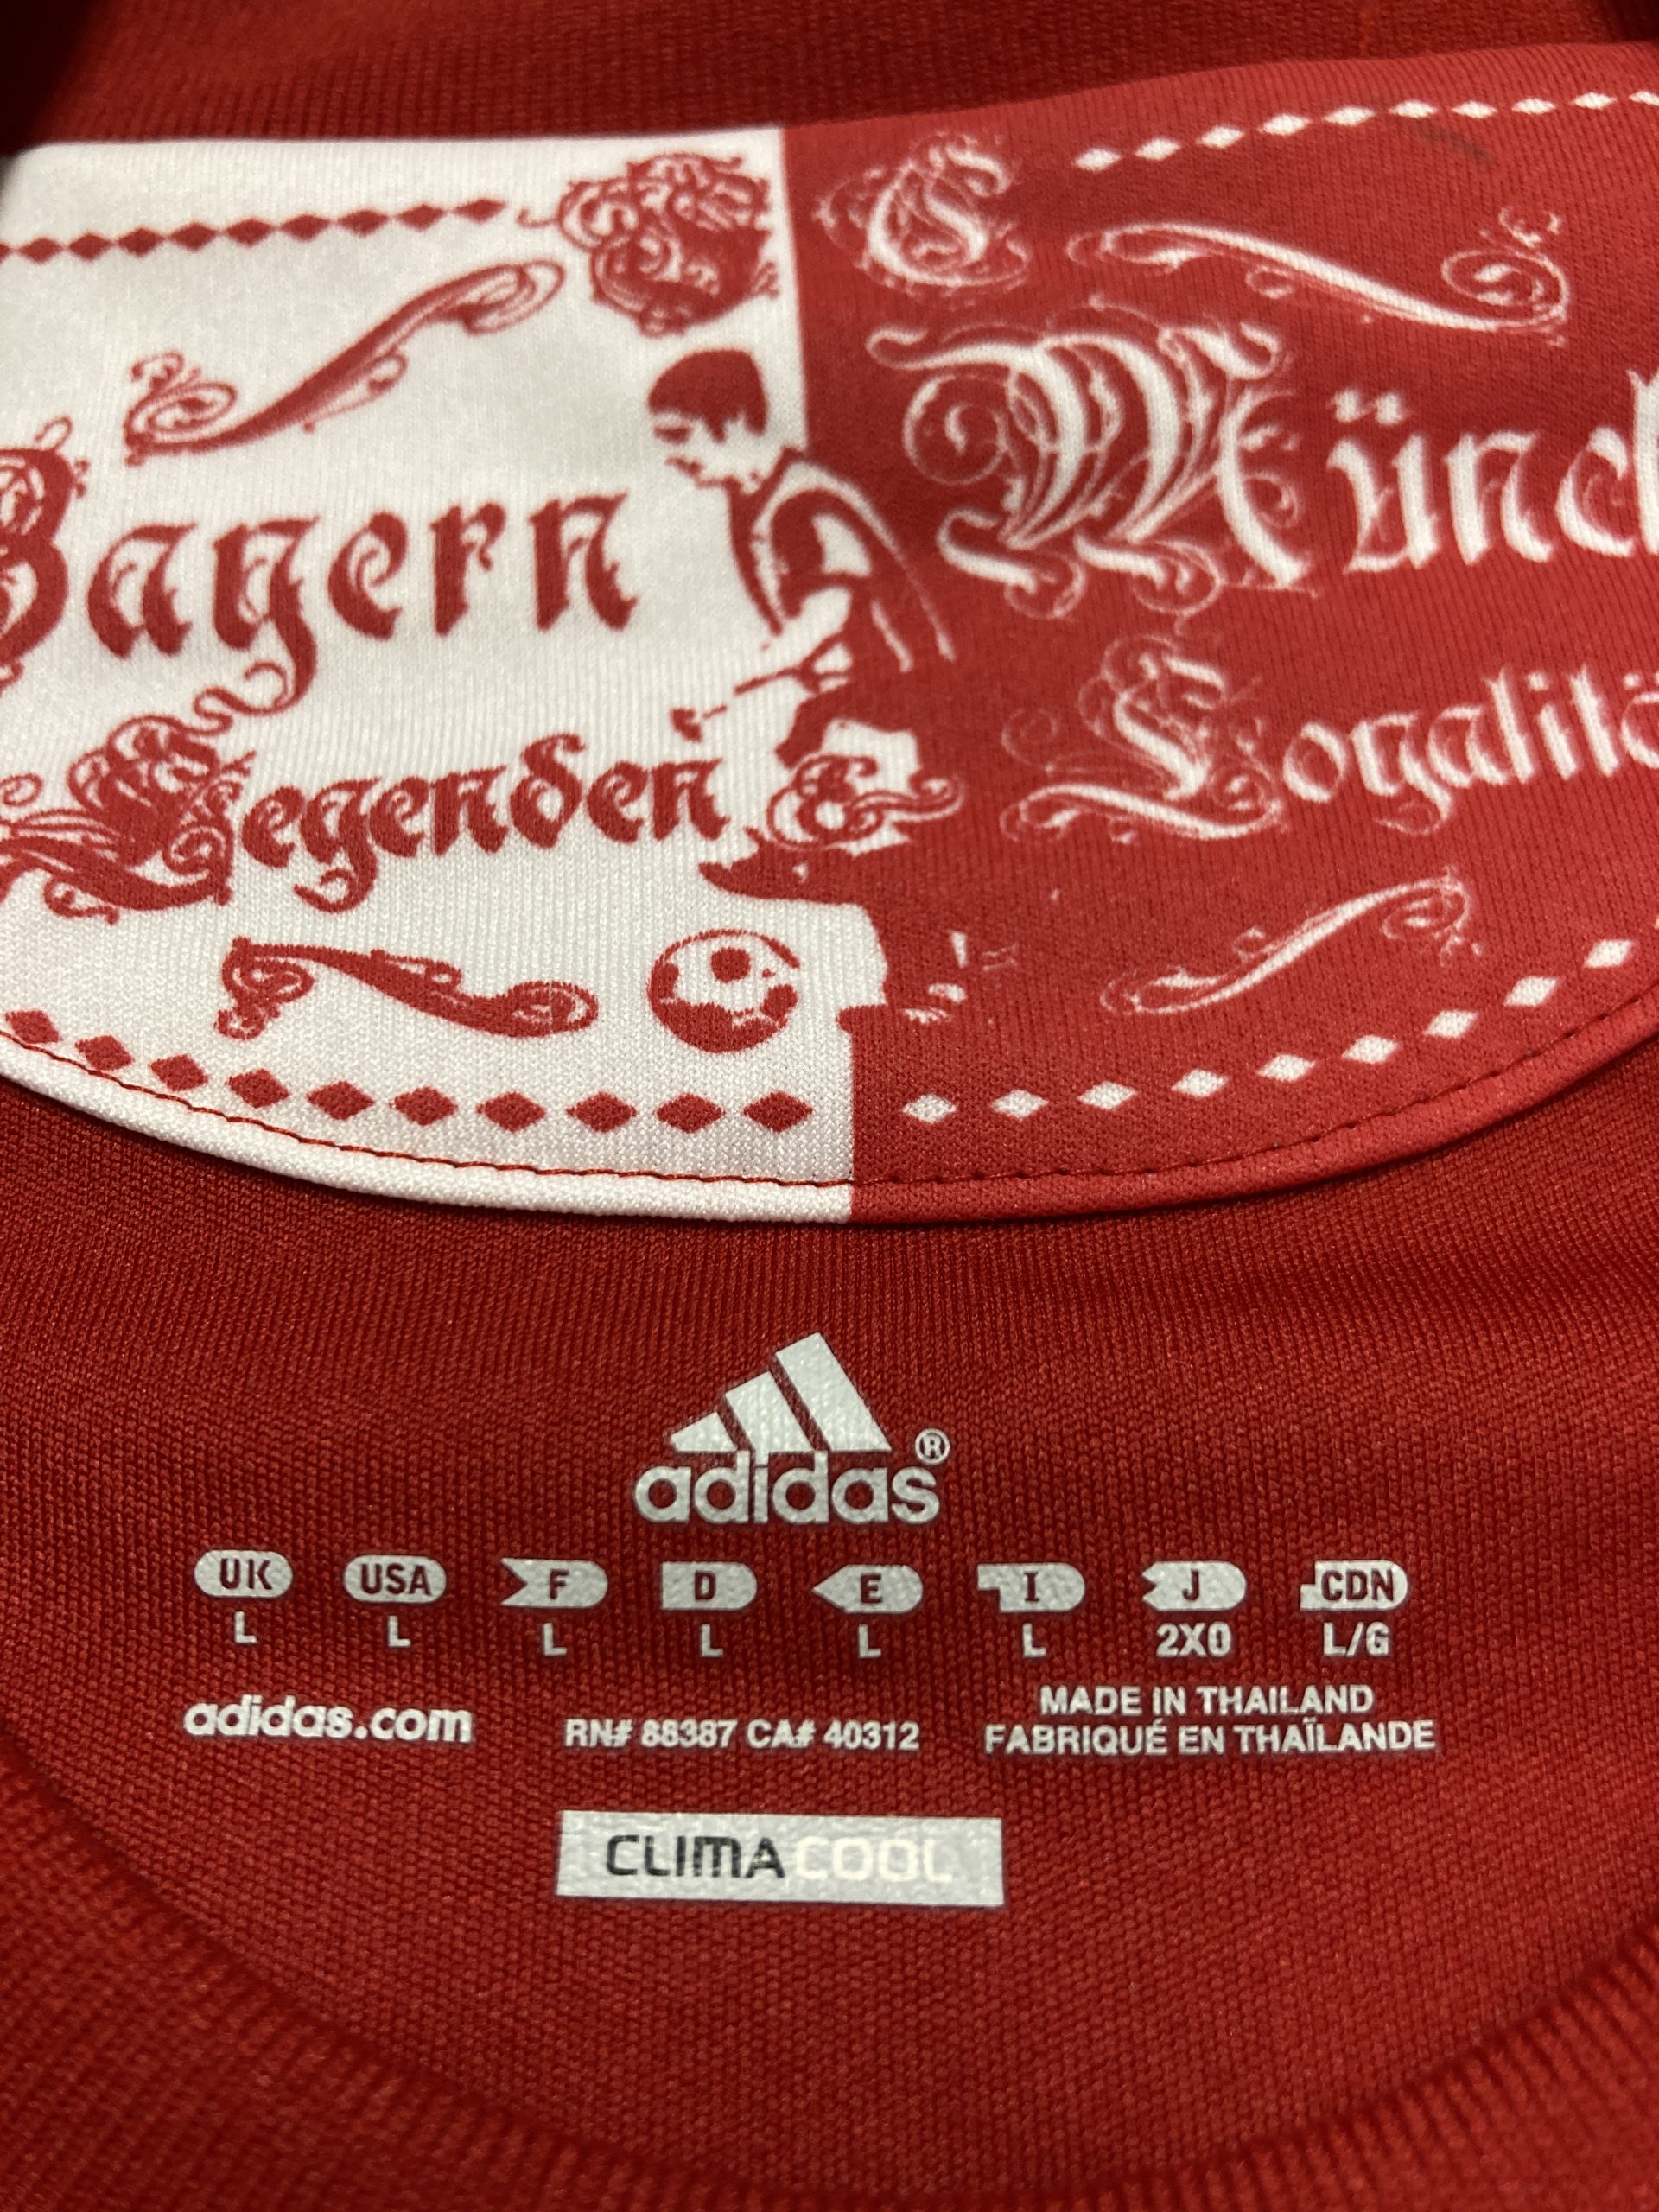 F C
Bayern Münch
Legenden & Loyalitä
adidas®
UK USA F D E I J CDN
L L L L L L 2XO L/G
adidas.com RN# 88387 CA# 40312 MADE IN THAILAND
FABRIQUÉ EN THAÏLANDE
CLIMACOOL